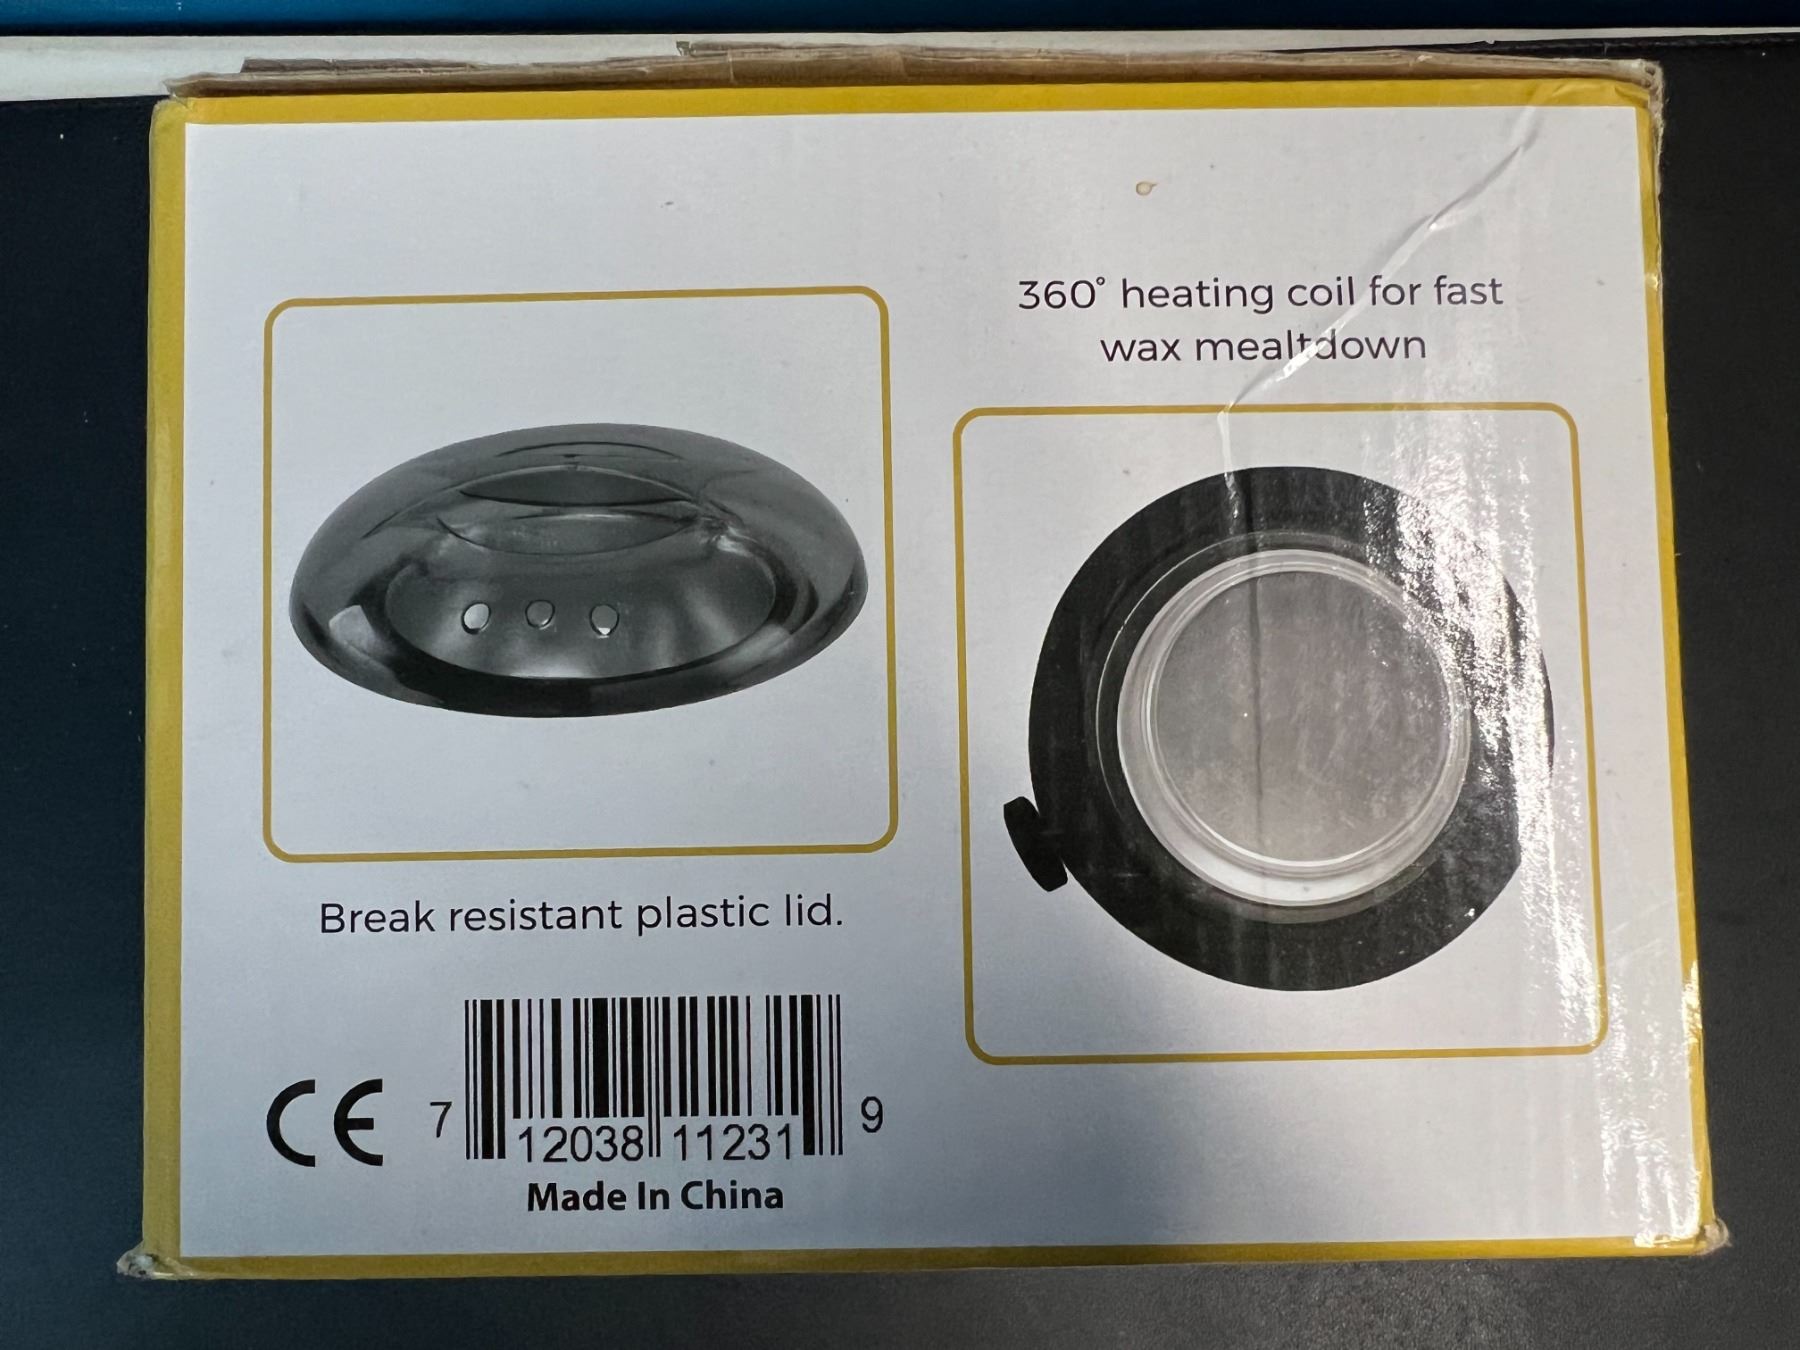 360° heating coil for fast
wax mealtdown
Break resistant plastic lid.
CE
7 12038 11231 9
Made In China